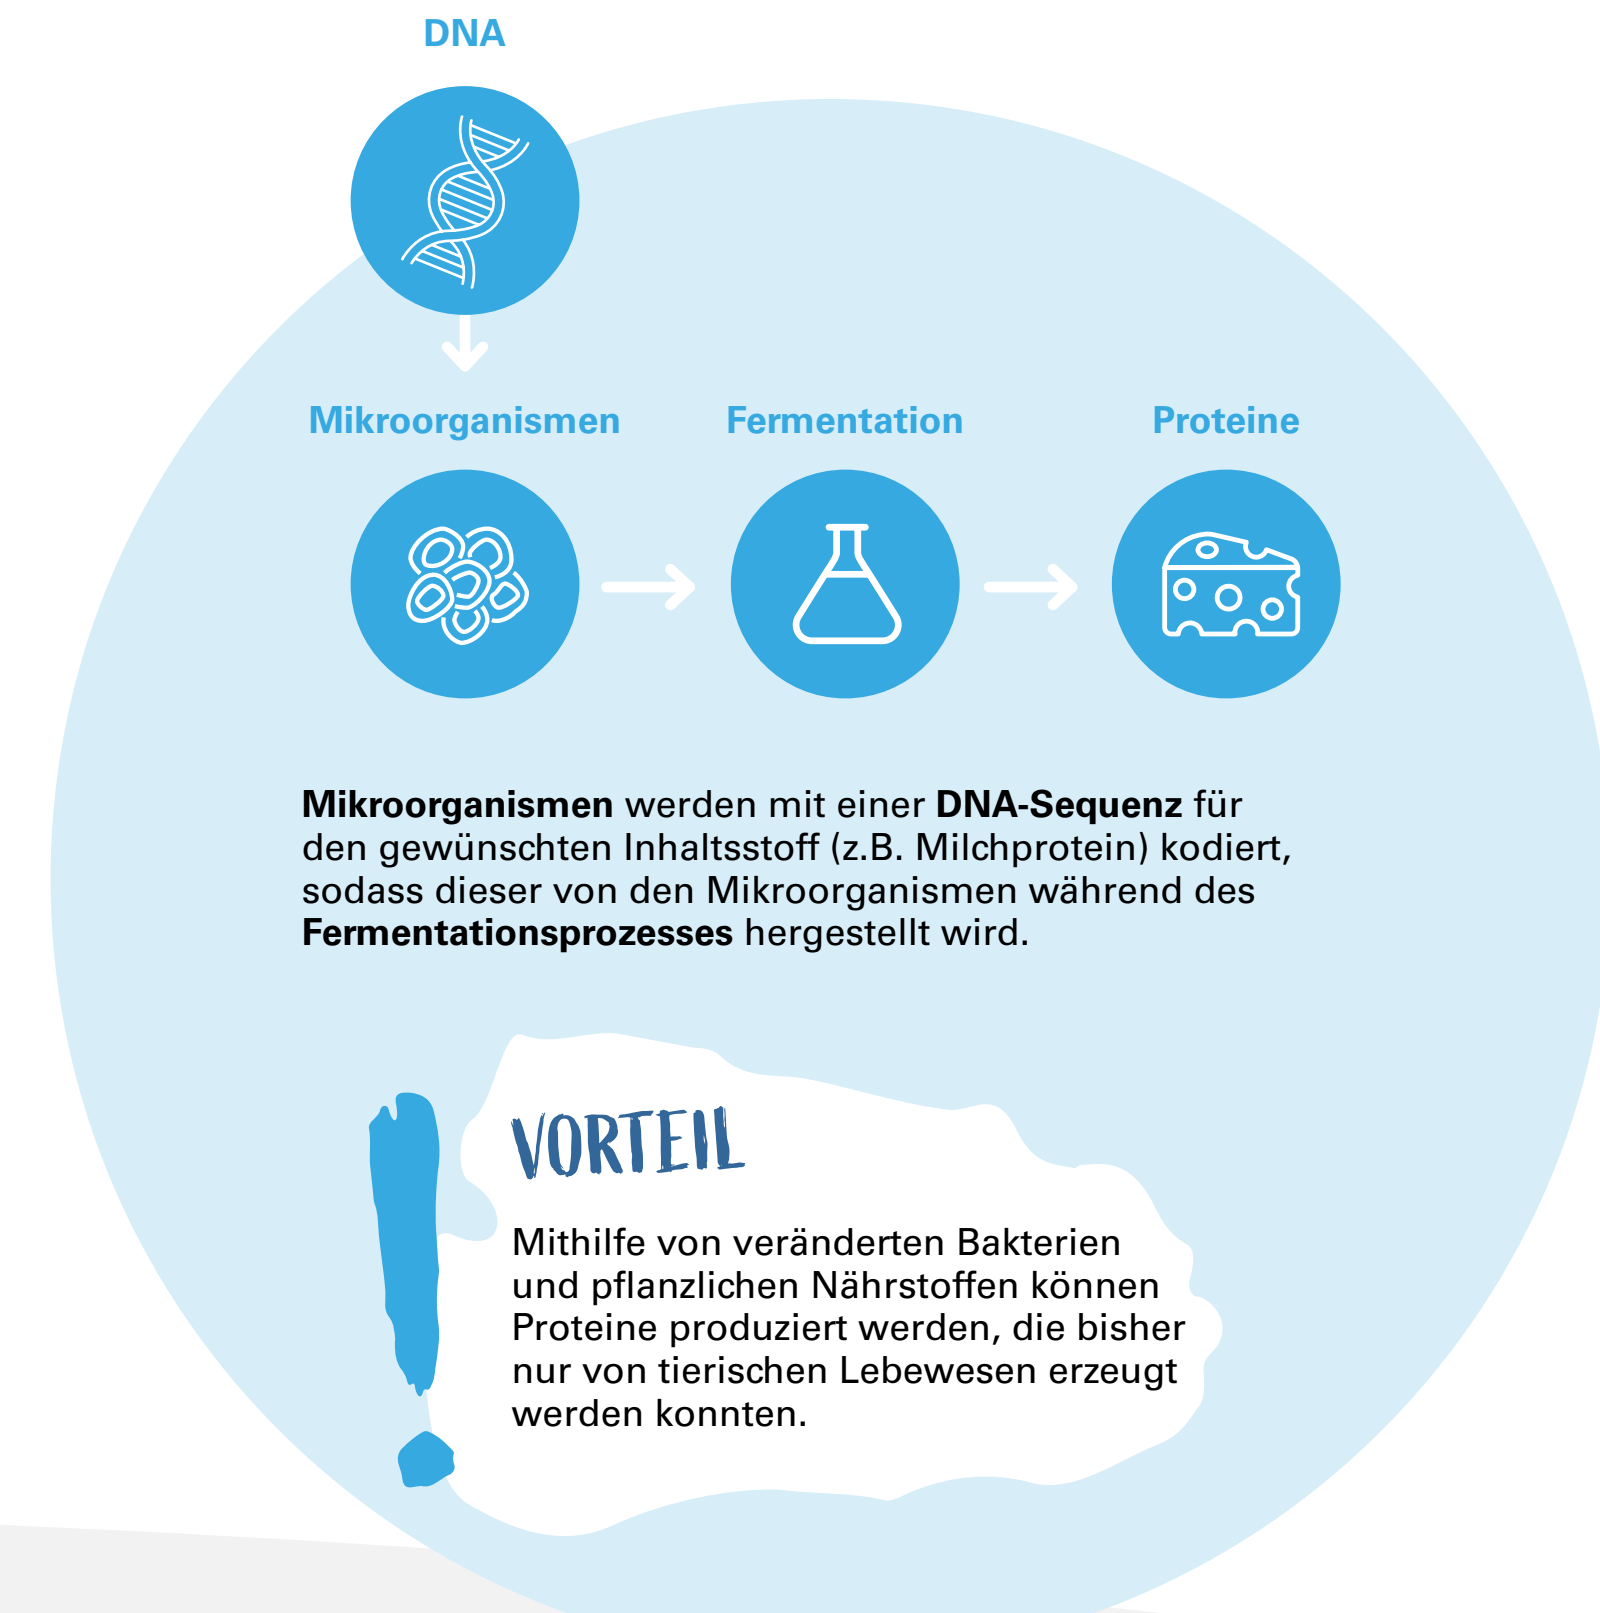 DNA
Mikroorganismen
Fermentation
Proteine
Mikroorganismen werden mit einer DNA-Sequenz für
den gewünschten Inhaltsstoff (z.B. Milchprotein) kodiert,
sodass dieser von den Mikroorganismen während des
Fermentationsprozesses hergestellt wird.
VORTEIL
Mithilfe von veränderten Bakterien
und pflanzlichen Nährstoffen können
Proteine produziert werden, die bisher
nur von tierischen Lebewesen erzeugt
werden konnten.